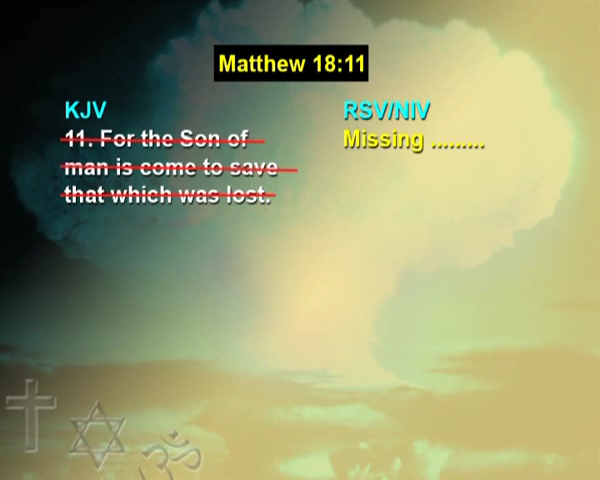 Matthew 18:11
KJV
11. For the Son of
man is come to save
that which was lost.
RSV/NIV
Missing .........